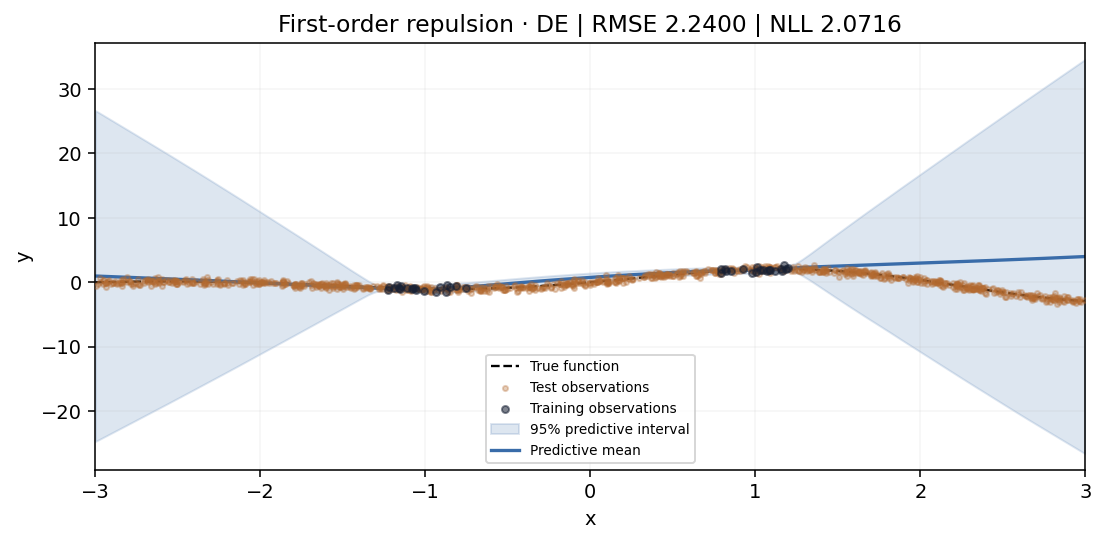 First-order repulsion · DE | RMSE 2.2400 | NLL 2.0716
30
20
10
0
−10
−20
y
−3
−2
−1
0
1
2
3
x
True function
Test observations
Training observations
95% predictive interval
Predictive mean